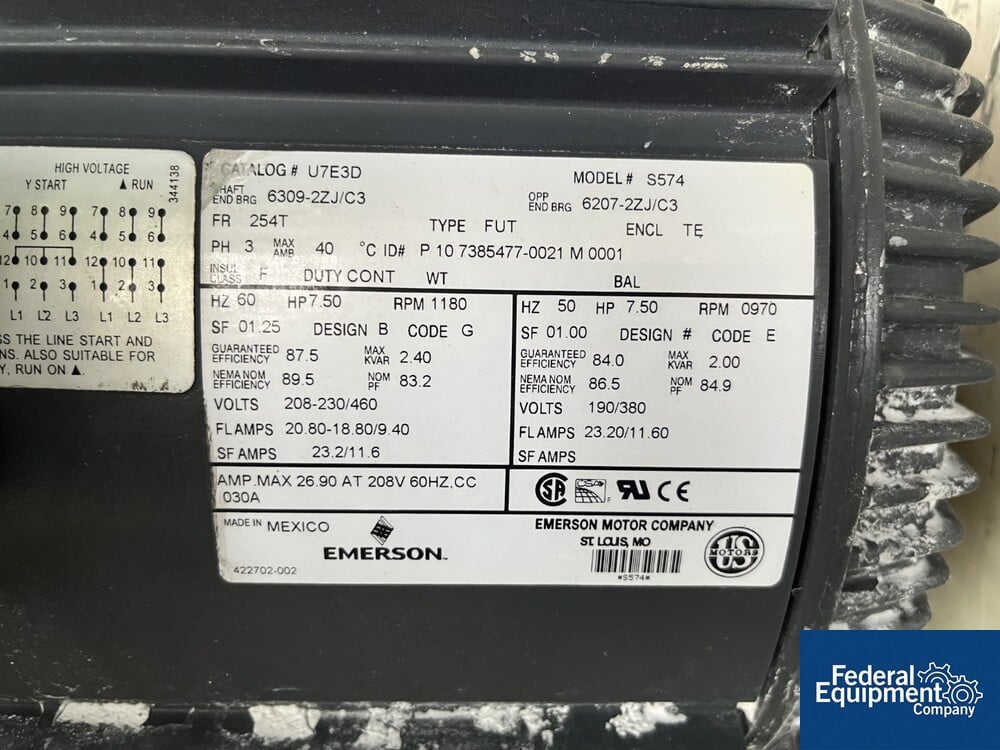 HIGH VOLTAGE
Y START ▲ RUN
344138
7 8 9 7 8 9
4 5 6 4 5 6
12 10 11 12 10 11
1 2 3 1 2 3
L1 L2 L3 L1 L2 L3
SS THE LINE START AND
NS. ALSO SUITABLE FOR
Y, RUN ON ▲.
CATALOG # U7E3D MODEL # S574
SHAFT END BRG 6309-2ZJ/C3 OPP END BRG 6207-2ZJ/C3
FR 254T TYPE FUT ENCL TE
PH 3 MAX AMB 40 °C ID# P 10 7385477-0021 M 0001
INSUL CLASS F DUTY CONT WT BAL
HZ 60 HP 7.50 RPM 1180
SF 01.25 DESIGN B CODE G
GUARANTEED EFFICIENCY 87.5 MAX KVAR 2.40
NEMA NOM EFFICIENCY 89.5 NOM PF 83.2
VOLTS 208-230/460
FL AMPS 20.80-18.80/9.40
SF AMPS 23.2/11.6
HZ 50 HP 7.50 RPM 0970
SF 01.00 DESIGN # CODE E
GUARANTEED EFFICIENCY 84.0 MAX KVAR 2.00
NEMA NOM EFFICIENCY 86.5 NOM PF 84.9
VOLTS 190/380
FL AMPS 23.20/11.60
SF AMPS
AMP.MAX 26.90 AT 208V 60HZ,CC
030A
MADE IN MEXICO
EMERSON™
422702-002
EMERSON MOTOR COMPANY
ST. LOUIS, MO
*S574*
US
MOTORS
Federal
Equipment
Company